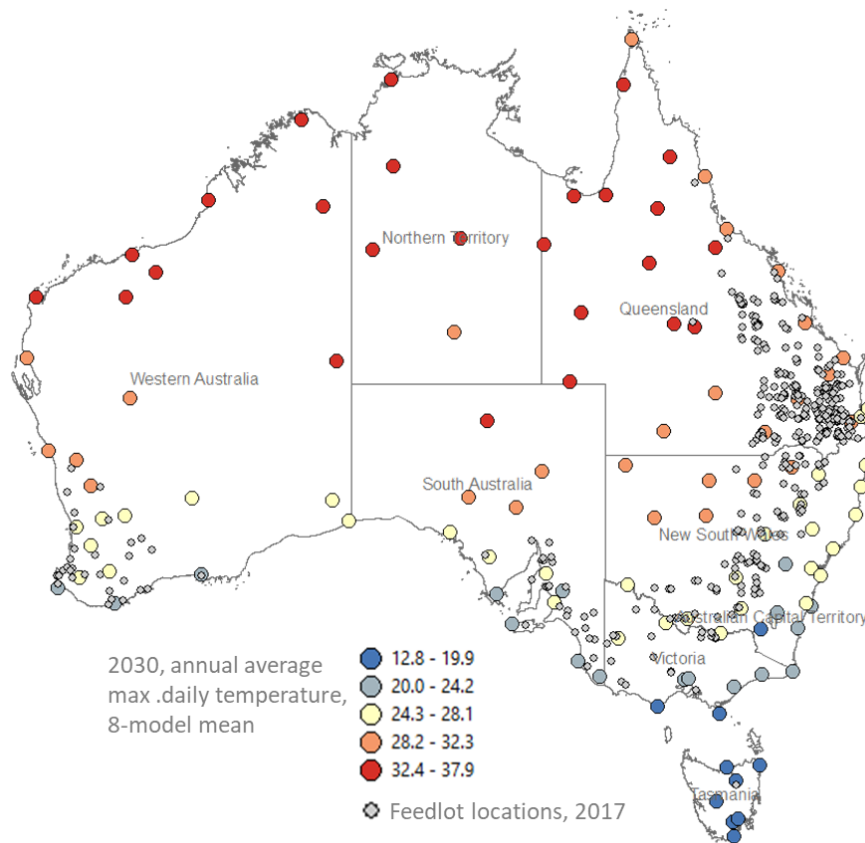 Northern Territory
Queensland
Western Australia
South Australia
New South Wales
Australian Capital Territory
Victoria
Tasmania
2030, annual average
max .daily temperature,
8-model mean
12.8 - 19.9
20.0 - 24.2
24.3 - 28.1
28.2 - 32.3
32.4 - 37.9
Feedlot locations, 2017